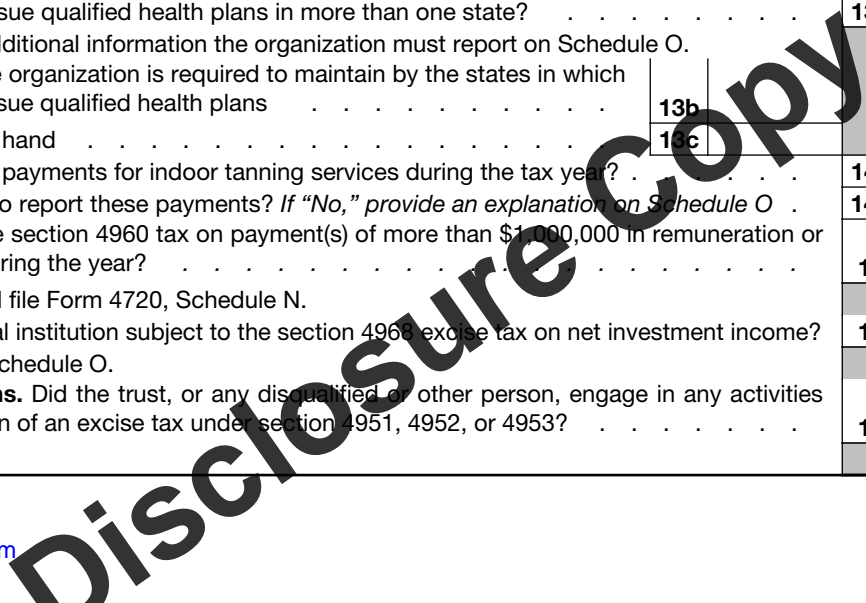 sue qualified health plans in more than one state? . . . . . . . 13
dditional information the organization must report on Schedule O.
e organization is required to maintain by the states in which
sue qualified health plans . . . . . . . . . . 13b
hand . . . . . . . . . . . . . . . . . 13c
payments for indoor tanning services during the tax year? . . . . . . 14
o report these payments? If “No,” provide an explanation on Schedule O . 14
e section 4960 tax on payment(s) of more than $1,000,000 in remuneration or
ring the year? . . . . . . . . . . . . . . . . . . 1
d file Form 4720, Schedule N.
al institution subject to the section 4968 excise tax on net investment income? 1
chedule O.
ns. Did the trust, or any disqualified or other person, engage in any activities
n of an excise tax under section 4951, 4952, or 4953? . . . . . . . 1
m
Disclosure Copy